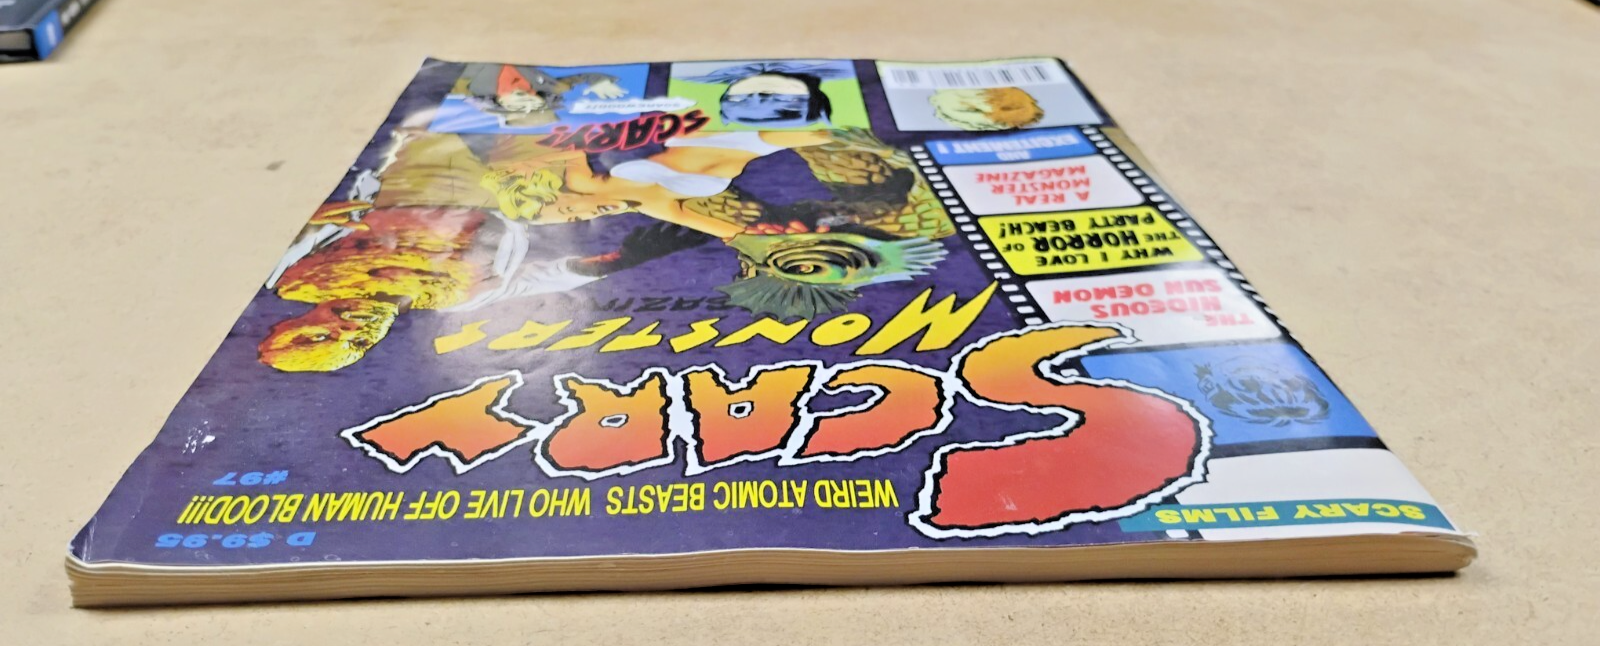 SCARY FILMS
D $9.95
WEIRD ATOMIC BEASTS WHO LIVE OFF HUMAN BLOOD!!!
#97
SCARY
MONSTERS
THE
HIDEOUS
SUN DEMON
WHY I LOVE
THE HORROR OF
PARTY BEACH!
A REAL
MONSTER
MAGAZINE
AND
EXCITEMENT!
SCARY!